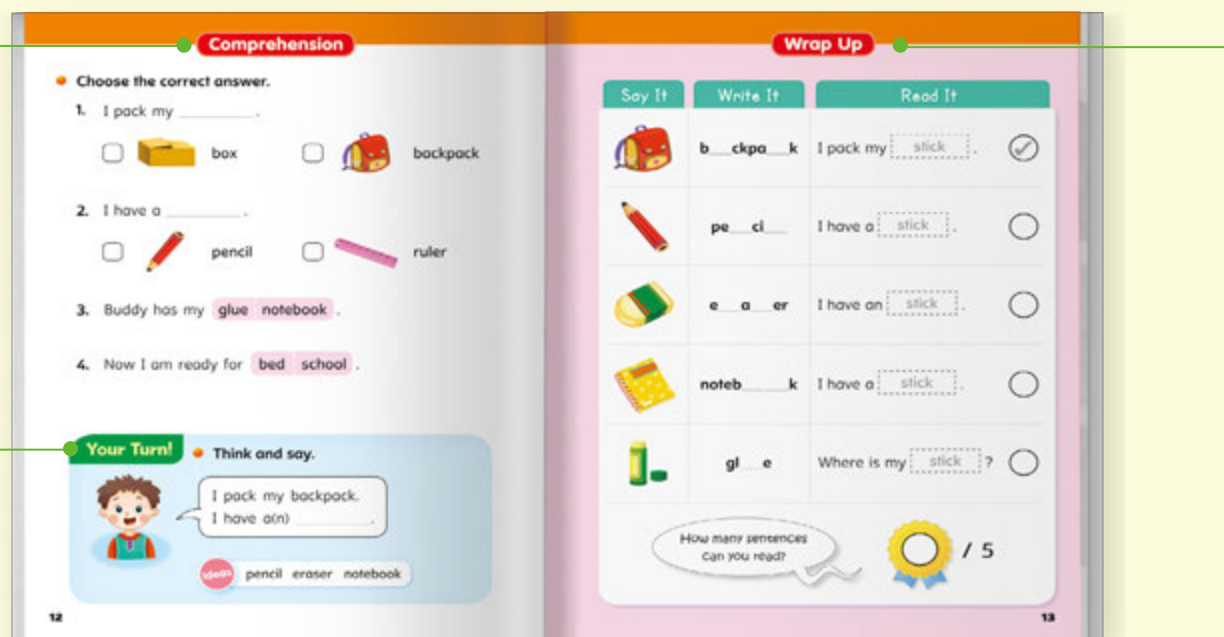 Comprehension
Choose the correct answer.
1. I pack my ________ .
box
backpack
2. I have a ________ .
pencil
ruler
3. Buddy has my glue notebook .
4. Now I am ready for bed school .
Your Turn!
Think and say.
I pack my backpack.
I have a(n) ________ .
Ideas
pencil eraser notebook
12
Wrap Up
Say It Write It Read It
b__ckpa__k I pack my stick .
pe__ci__ I have a stick .
e__a__er I have an stick .
noteb____k I have a stick .
gl__e Where is my stick ?
How many sentences
can you read?
/ 5
13